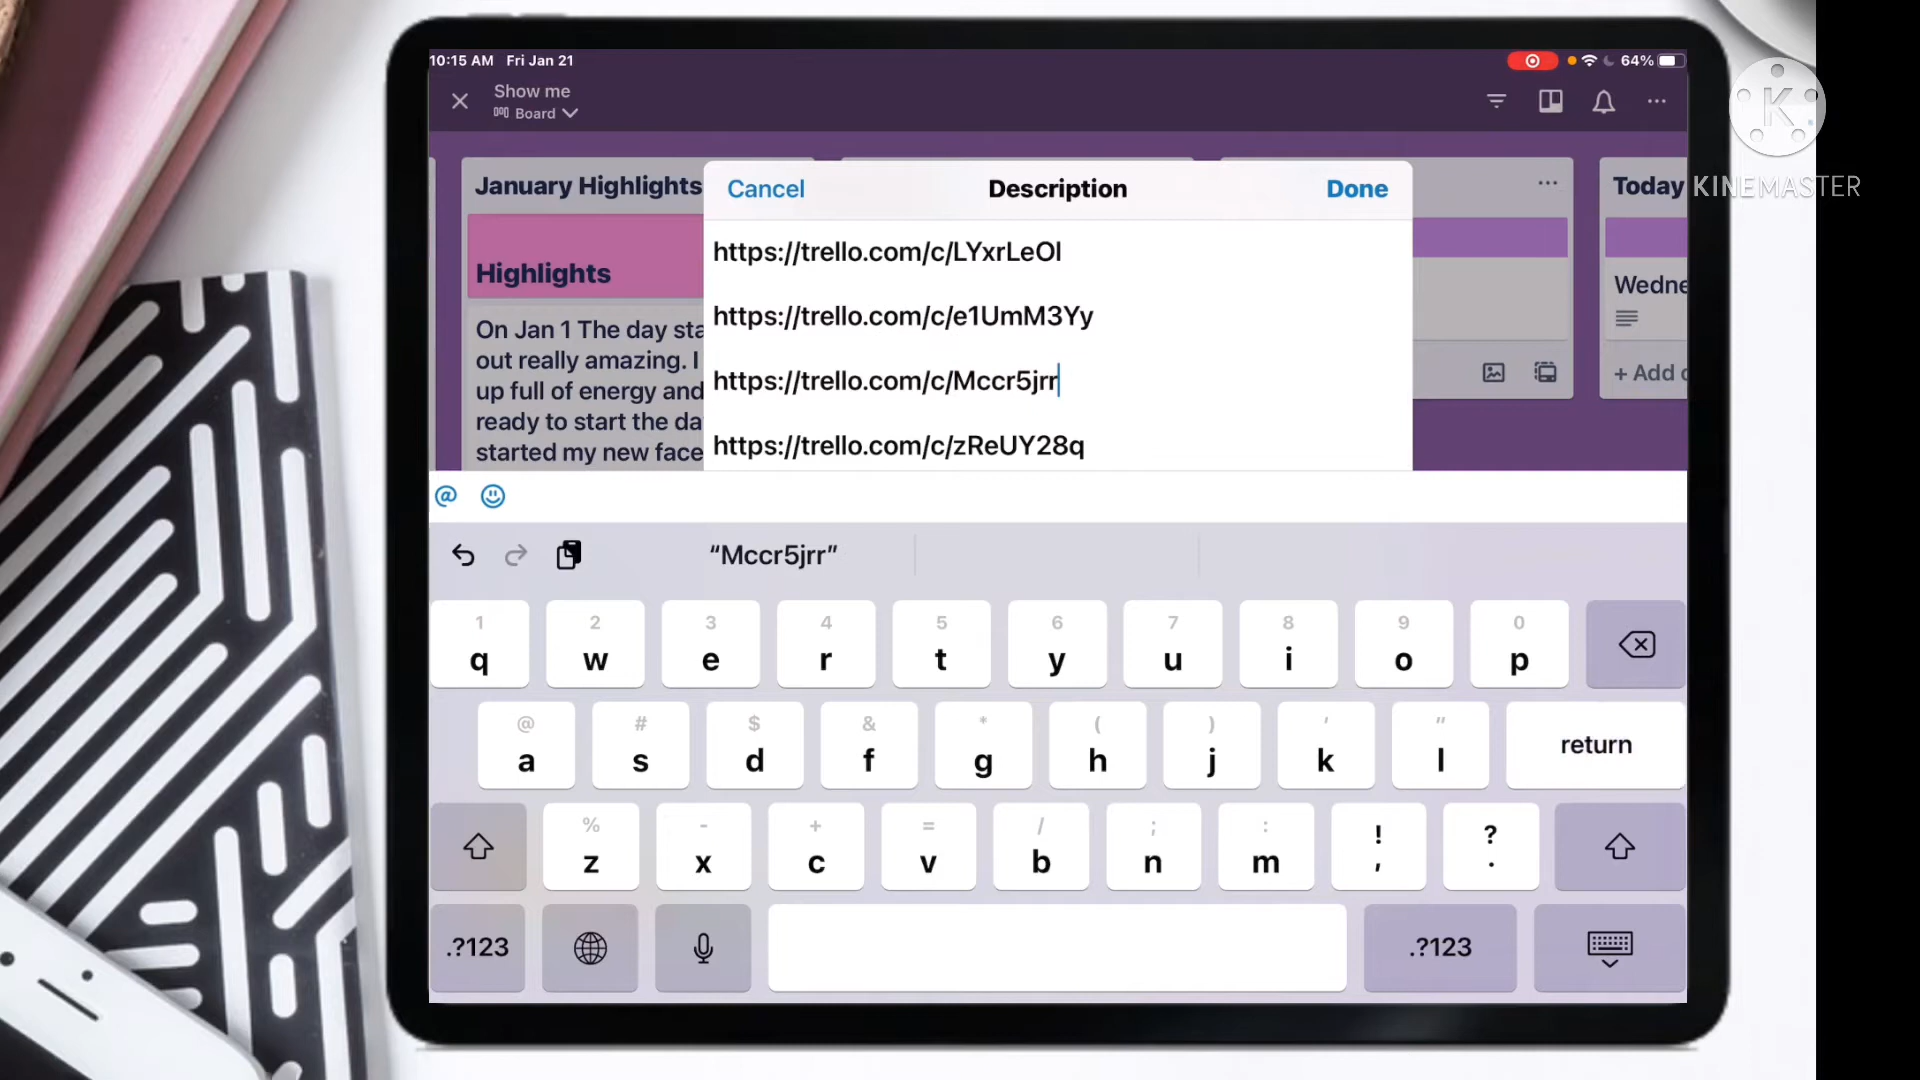 10:15 AM Fri Jan 21
64%
Show me
Board
January Highlights
Highlights
On Jan 1 The day sta
out really amazing. I
up full of energy and
ready to start the da
started my new face
Cancel
Description
Done
https://trello.com/c/LYxrLeOl
https://trello.com/c/e1UmM3Yy
https://trello.com/c/Mccr5jrr
https://trello.com/c/zReUY28q
Today
Wedne
+ Add c
K
KINEMASTER
@
“Mccr5jrr”
1 2 3 4 5 6 7 8 9 0
q w e r t y u i o p
@ # $ & * ( ) ' "
a s d f g h j k l return
% - + = / ; : ! ?
z x c v b n m , .
.?123 .?123